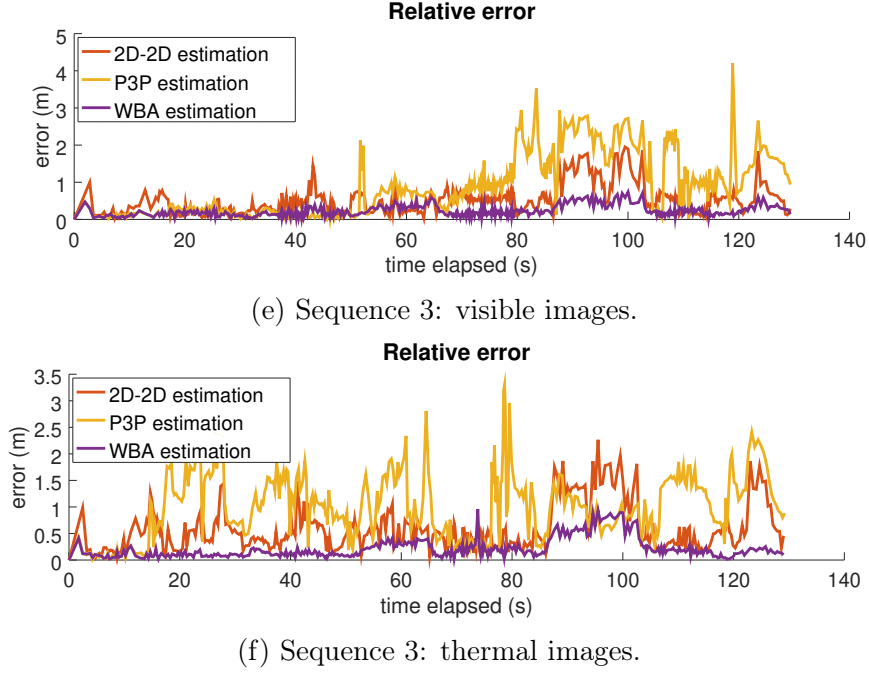 Relative error
5
4
3
2
1
0
error (m)
2D-2D estimation
P3P estimation
WBA estimation
0 20 40 60 80 100 120 140
time elapsed (s)
(e) Sequence 3: visible images.
Relative error
3.5
3
2.5
2
1.5
1
0.5
0
error (m)
2D-2D estimation
P3P estimation
WBA estimation
0 20 40 60 80 100 120 140
time elapsed (s)
(f) Sequence 3: thermal images.